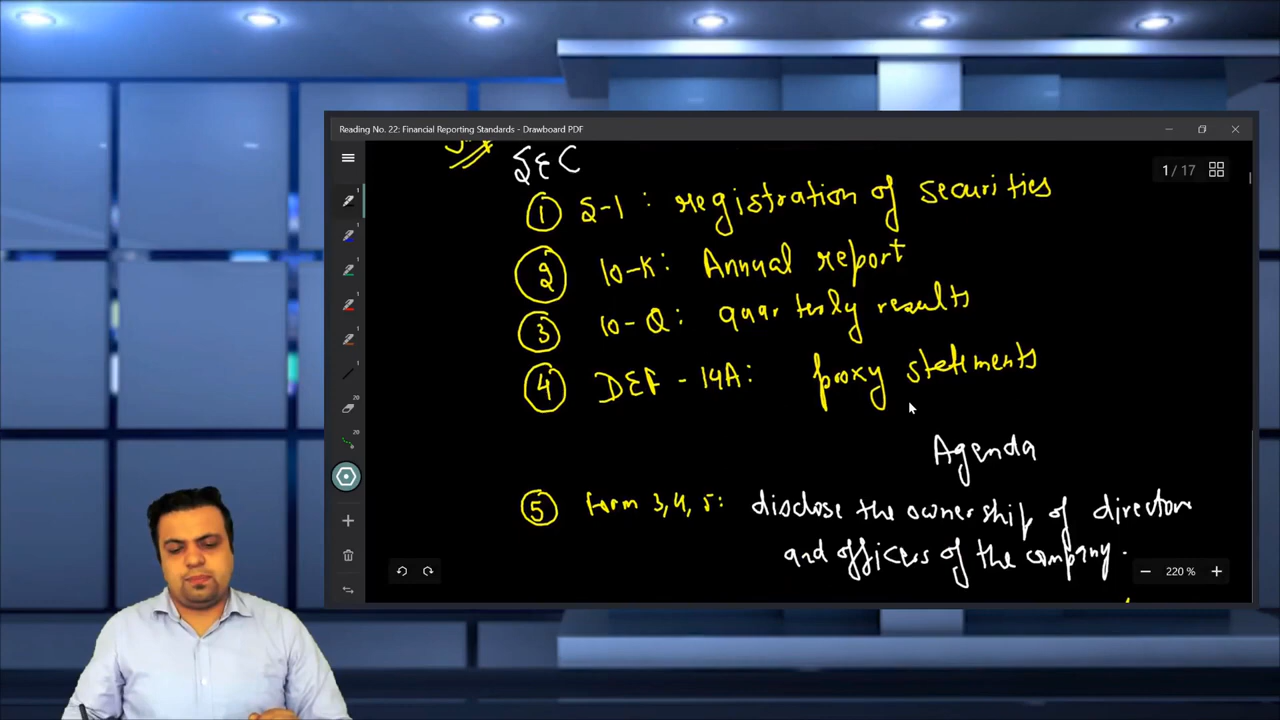 Reading No. 22: Financial Reporting Standards - Drawboard PDF
1 / 17
SEC
① S-1 : registration of securities
② 10-K: Annual report
③ 10-Q: quarterly results
④ DEF - 14A: proxy statements
Agenda
⑤ Form 3, 4, 5: disclose the ownership of directors
and officers of the company.
220 %